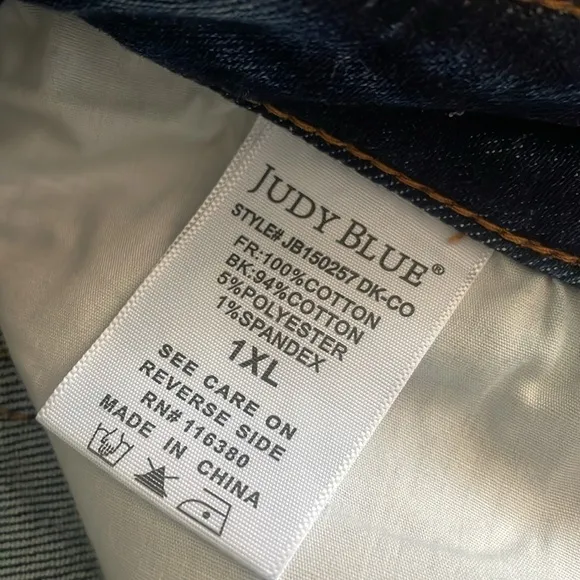 JUDY BLUE®
STYLE# JB150257 DK-CO
FR:100%COTTON
BK:94%COTTON
5%POLYESTER
1%SPANDEX
1XL
SEE CARE ON
REVERSE SIDE
RN# 116380
MADE IN CHINA